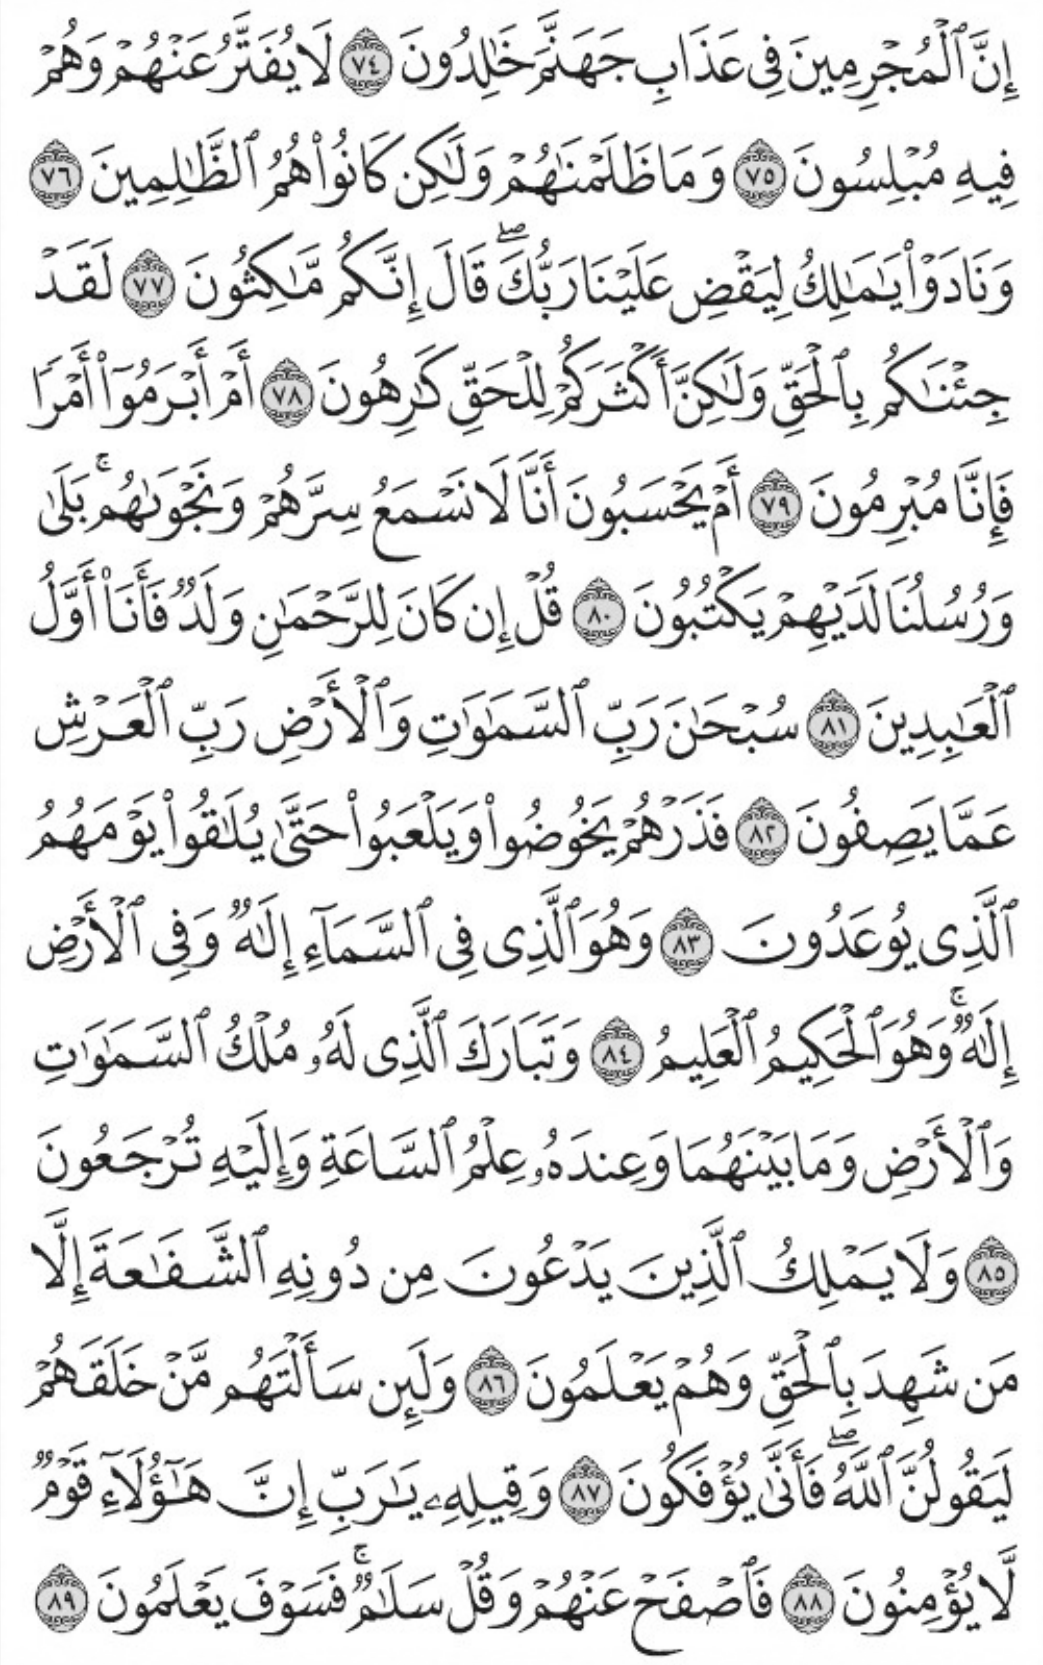 إِنَّ ٱلْمُجْرِمِينَ فِى عَذَابِ جَهَنَّمَ خَـٰلِدُونَ ٧٤ لَا يُفَتَّرُ عَنْهُمْ وَهُمْ
فِيهِ مُبْلِسُونَ ٧٥ وَمَا ظَلَمْنَـٰهُمْ وَلَـٰكِن كَانُوا۟ هُمُ ٱلظَّـٰلِمِينَ ٧٦
وَنَادَوْا۟ يَـٰمَـٰلِكُ لِيَقْضِ عَلَيْنَا رَبُّكَ ۖ قَالَ إِنَّكُم مَّـٰكِثُونَ ٧٧ لَقَدْ
جِئْنَـٰكُم بِٱلْحَقِّ وَلَـٰكِنَّ أَكْثَرَكُمْ لِلْحَقِّ كَـٰرِهُونَ ٧٨ أَمْ أَبْرَمُوٓا۟ أَمْرًا
فَإِنَّا مُبْرِمُونَ ٧٩ أَمْ يَحْسَبُونَ أَنَّا لَا نَسْمَعُ سِرَّهُمْ وَنَجْوَىٰهُم ۚ بَلَىٰ
وَرُسُلُنَا لَدَيْهِمْ يَكْتُبُونَ ٨٠ قُلْ إِن كَانَ لِلرَّحْمَـٰنِ وَلَدٌ فَأَنَا۠ أَوَّلُ
ٱلْعَـٰبِدِينَ ٨١ سُبْحَـٰنَ رَبِّ ٱلسَّمَـٰوَٰتِ وَٱلْأَرْضِ رَبِّ ٱلْعَرْشِ
عَمَّا يَصِفُونَ ٨٢ فَذَرْهُمْ يَخُوضُوا۟ وَيَلْعَبُوا۟ حَتَّىٰ يُلَـٰقُوا۟ يَوْمَهُمُ
ٱلَّذِى يُوعَدُونَ ٨٣ وَهُوَ ٱلَّذِى فِى ٱلسَّمَآءِ إِلَـٰهٌ وَفِى ٱلْأَرْضِ
إِلَـٰهٌ ۚ وَهُوَ ٱلْحَكِيمُ ٱلْعَلِيمُ ٨٤ وَتَبَارَكَ ٱلَّذِى لَهُۥ مُلْكُ ٱلسَّمَـٰوَٰتِ
وَٱلْأَرْضِ وَمَا بَيْنَهُمَا وَعِندَهُۥ عِلْمُ ٱلسَّاعَةِ وَإِلَيْهِ تُرْجَعُونَ
٨٥ وَلَا يَمْلِكُ ٱلَّذِينَ يَدْعُونَ مِن دُونِهِ ٱلشَّفَـٰعَةَ إِلَّا
مَن شَهِدَ بِٱلْحَقِّ وَهُمْ يَعْلَمُونَ ٨٦ وَلَئِن سَأَلْتَهُم مَّنْ خَلَقَهُمْ
لَيَقُولُنَّ ٱللَّهُ ۖ فَأَنَّىٰ يُؤْفَكُونَ ٨٧ وَقِيلِهِۦ يَـٰرَبِّ إِنَّ هَـٰٓؤُلَآءِ قَوْمٌ
لَّا يُؤْمِنُونَ ٨٨ فَٱصْفَحْ عَنْهُمْ وَقُلْ سَلَـٰمٌ ۚ فَسَوْفَ يَعْلَمُونَ ٨٩